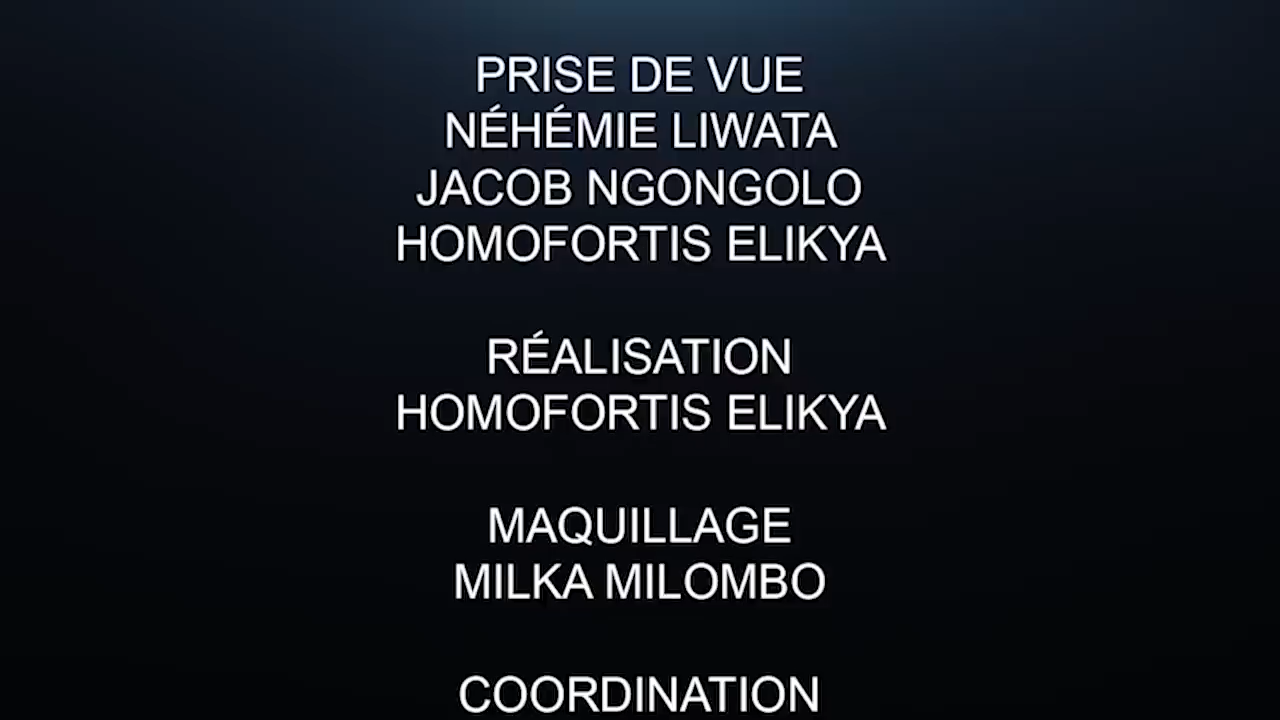 PRISE DE VUE
NÉHÉMIE LIWATA
JACOB NGONGOLO
HOMOFORTIS ELIKYA
RÉALISATION
HOMOFORTIS ELIKYA
MAQUILLAGE
MILKA MILOMBO
COORDINATION